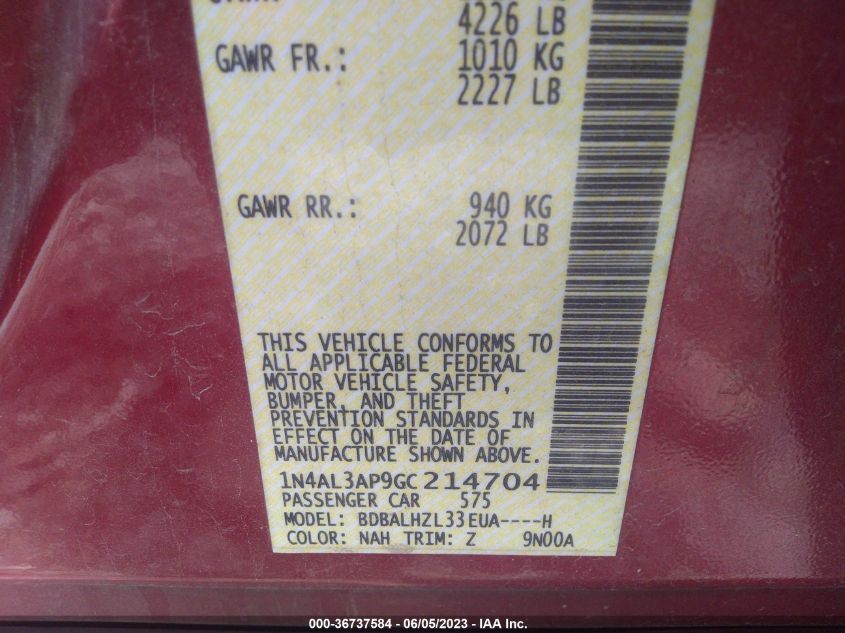 4226 LB
GAWR FR.: 1010 KG
2227 LB
GAWR RR.: 940 KG
2072 LB
THIS VEHICLE CONFORMS TO
ALL APPLICABLE FEDERAL
MOTOR VEHICLE SAFETY,
BUMPER, AND THEFT
PREVENTION STANDARDS IN
EFFECT ON THE DATE OF
MANUFACTURE SHOWN ABOVE.
1N4AL3AP9GC214704
PASSENGER CAR 575
MODEL: BDBALHZL33EUA----H
COLOR: NAH TRIM: Z 9N00A
000-36737584 - 06/05/2023 - IAA Inc.